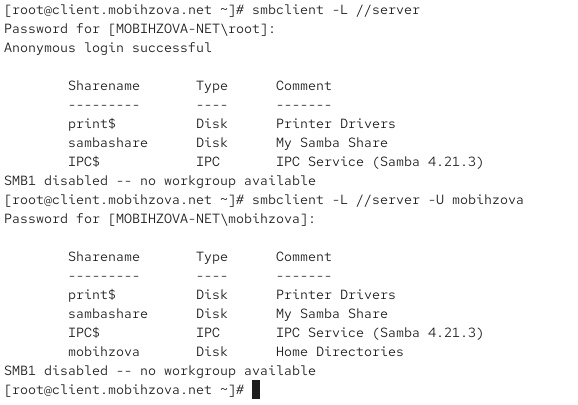 [root@client.mobihzova.net ~]# smbclient -L //server
Password for [MOBIHZOVA-NET\root]:
Anonymous login successful

        Sharename       Type      Comment
        ---------       ----      -------
        print$          Disk      Printer Drivers
        sambashare      Disk      My Samba Share
        IPC$            IPC       IPC Service (Samba 4.21.3)
SMB1 disabled -- no workgroup available
[root@client.mobihzova.net ~]# smbclient -L //server -U mobihzova
Password for [MOBIHZOVA-NET\mobihzova]:

        Sharename       Type      Comment
        ---------       ----      -------
        print$          Disk      Printer Drivers
        sambashare      Disk      My Samba Share
        IPC$            IPC       IPC Service (Samba 4.21.3)
        mobihzova       Disk      Home Directories
SMB1 disabled -- no workgroup available
[root@client.mobihzova.net ~]#